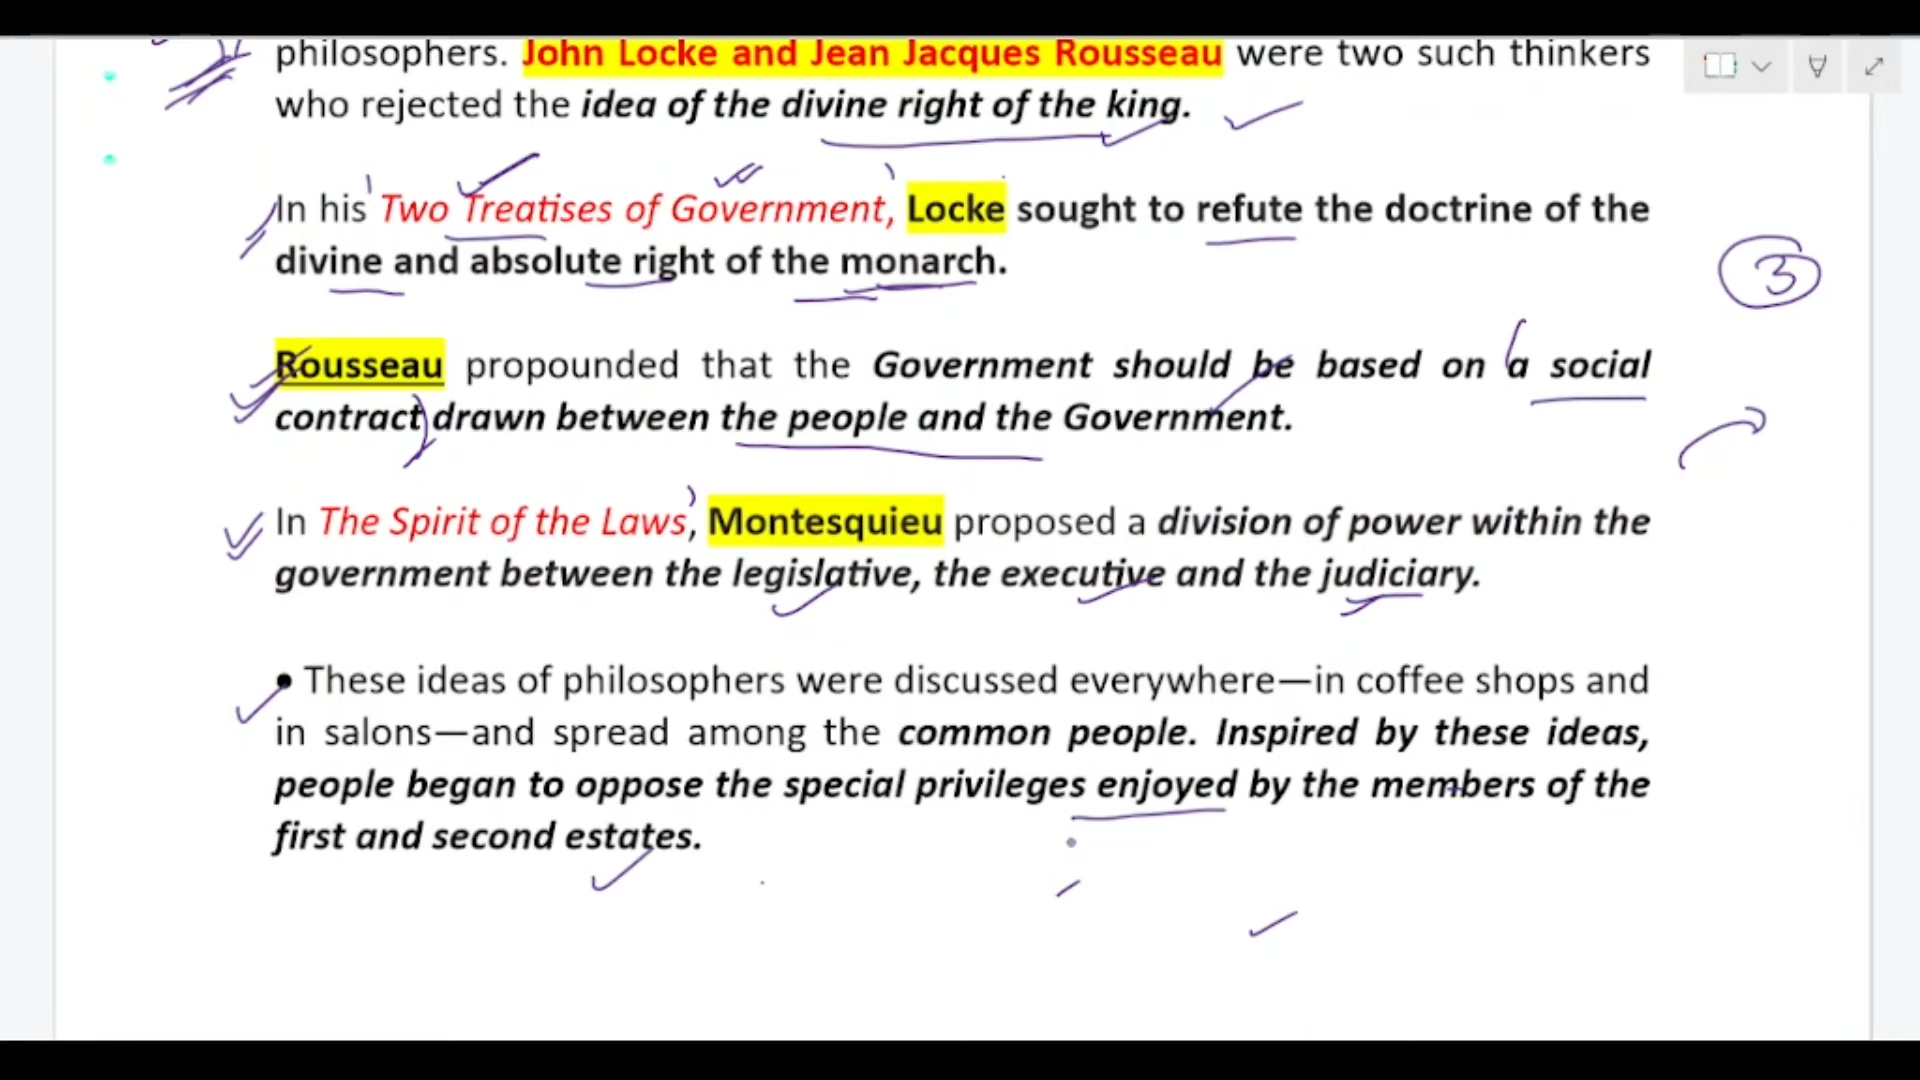 philosophers. John Locke and Jean Jacques Rousseau were two such thinkers
who rejected the idea of the divine right of the king.
In his Two Treatises of Government, Locke sought to refute the doctrine of the
divine and absolute right of the monarch.
3
Rousseau propounded that the Government should be based on a social
contract drawn between the people and the Government.
In The Spirit of the Laws, Montesquieu proposed a division of power within the
government between the legislative, the executive and the judiciary.
• These ideas of philosophers were discussed everywhere—in coffee shops and
in salons—and spread among the common people. Inspired by these ideas,
people began to oppose the special privileges enjoyed by the members of the
first and second estates.